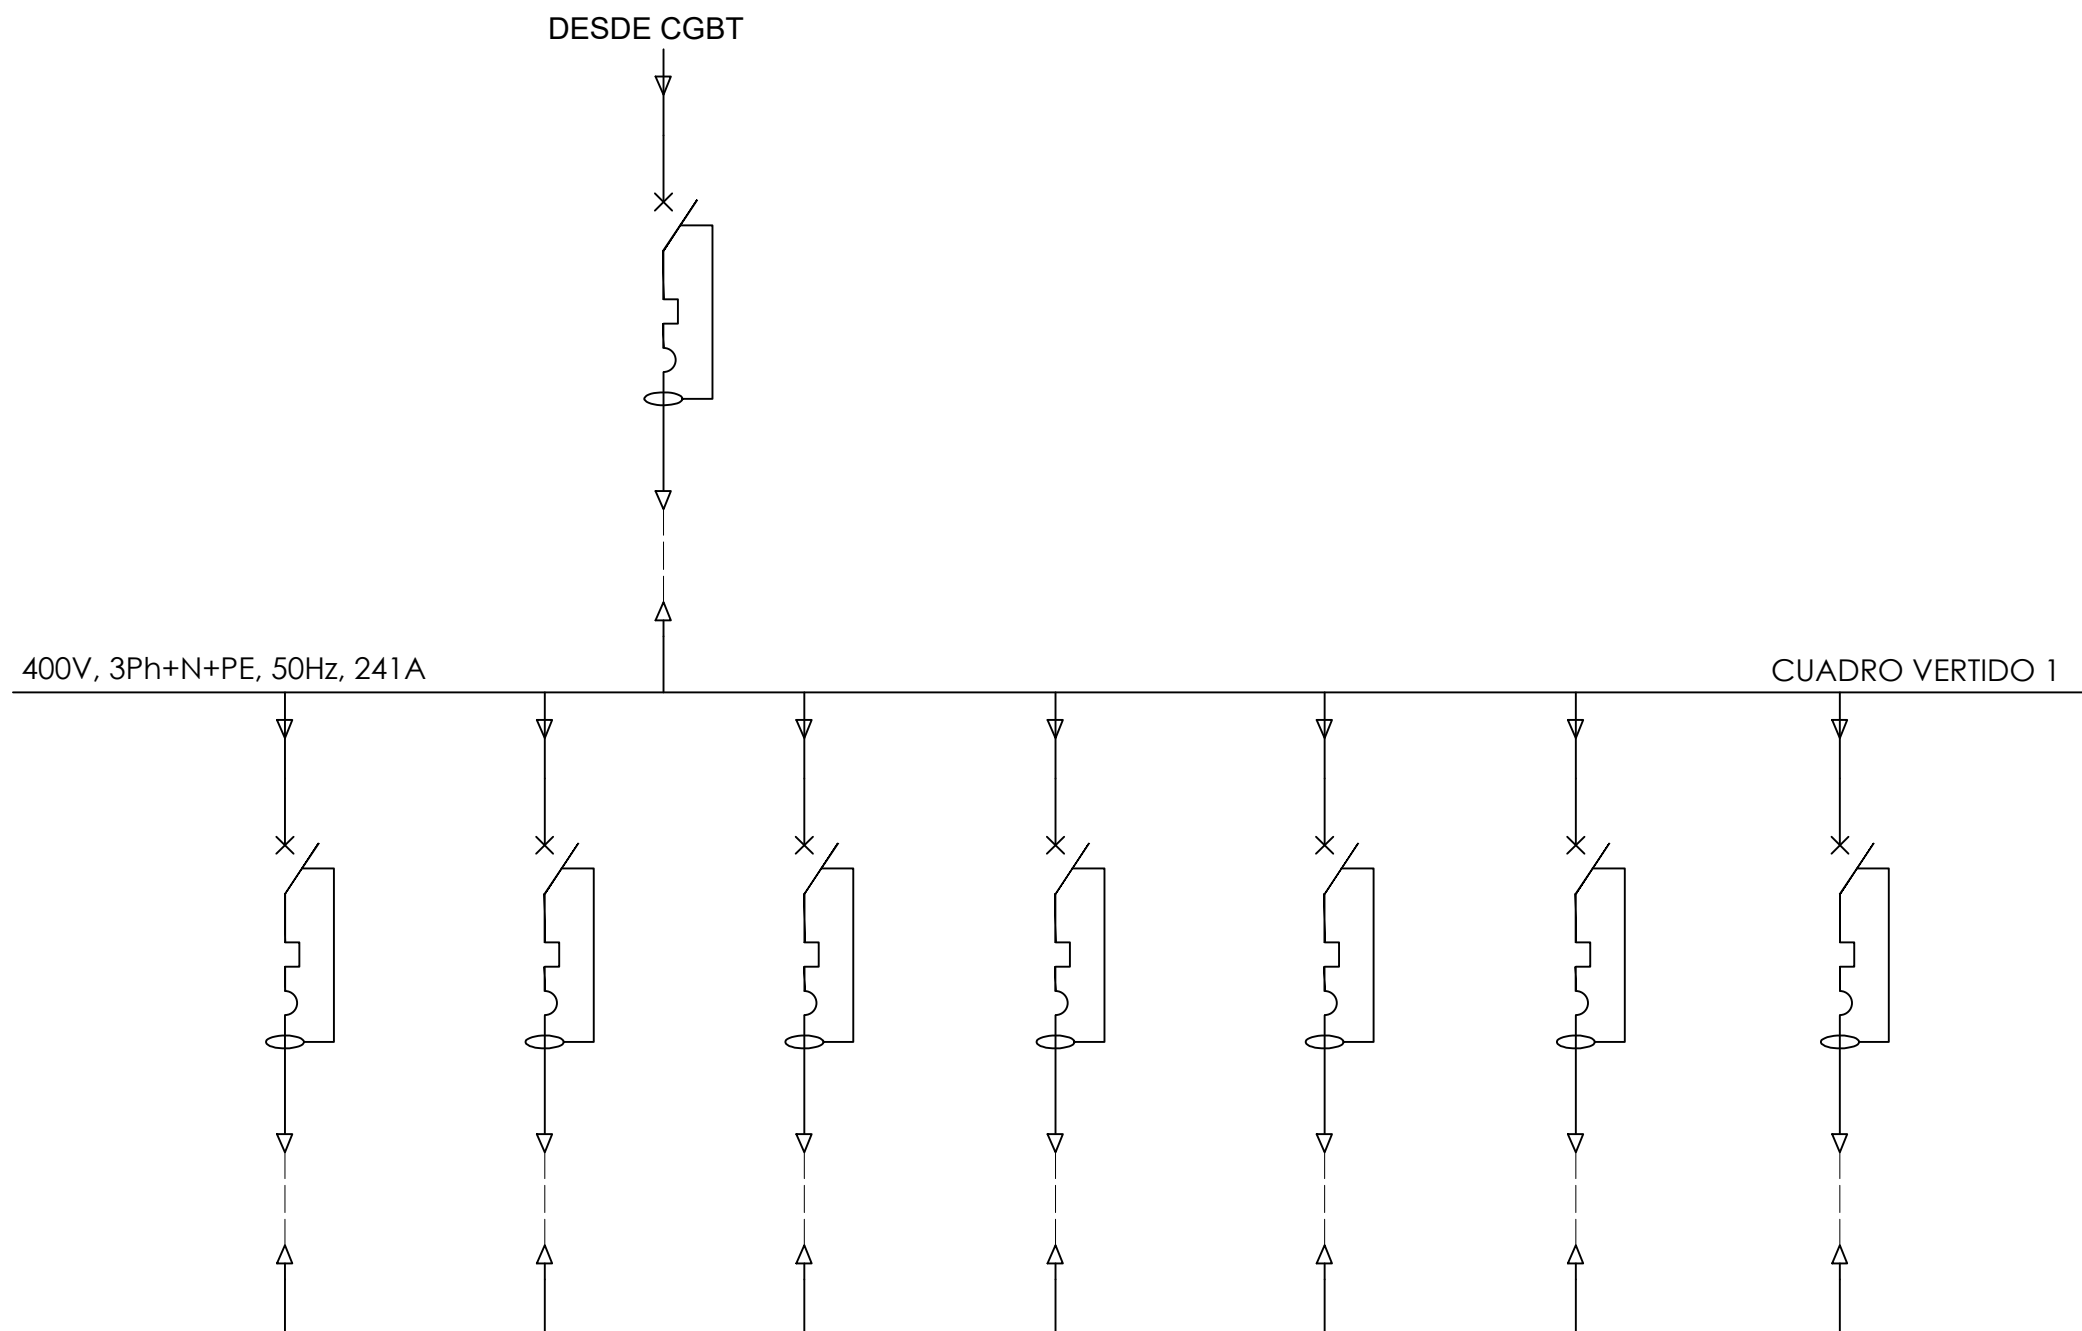 DESDE CGBT
400V, 3Ph+N+PE, 50Hz, 241A
CUADRO VERTIDO 1